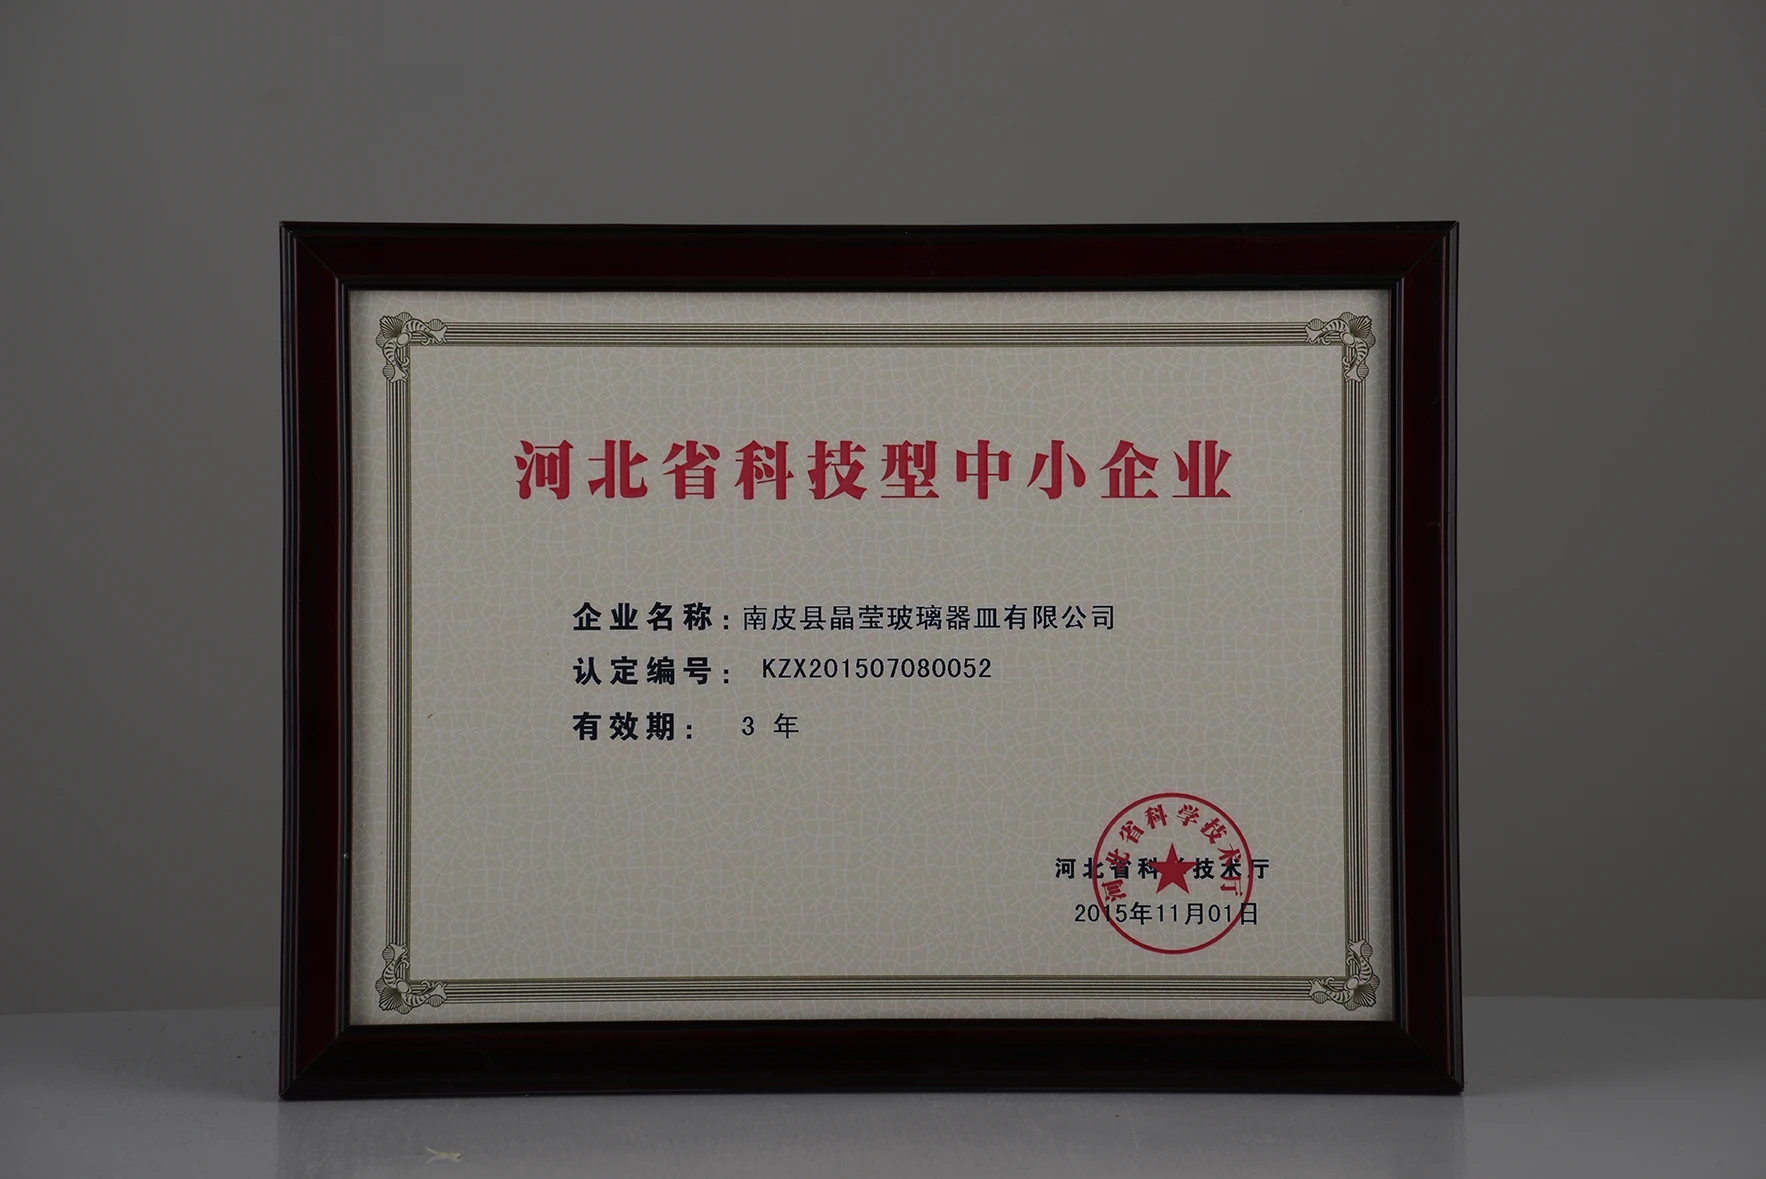 河北省科技型中小企业
企业名称：南皮县晶莹玻璃器皿有限公司
认定编号： KZX201507080052
有效期： 3 年
河北省科学技术厅
河北省科学技术厅
2015年11月01日